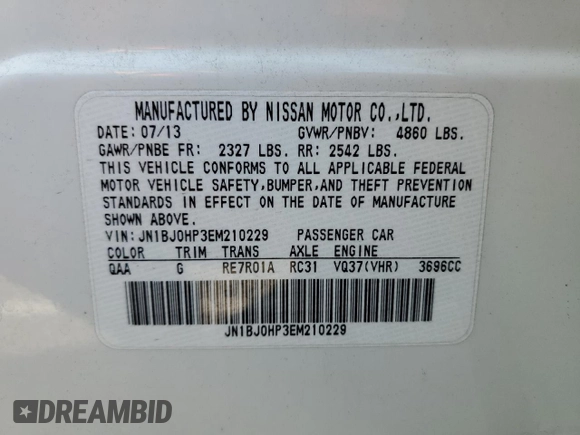 MANUFACTURED BY NISSAN MOTOR CO.,LTD.
DATE: 07/13 GVWR/PNBV: 4860 LBS.
GAWR/PNBE FR: 2327 LBS. RR: 2542 LBS.
THIS VEHICLE CONFORMS TO ALL APPLICABLE FEDERAL
MOTOR VEHICLE SAFETY,BUMPER,AND THEFT PREVENTION
STANDARDS IN EFFECT ON THE DATE OF MANUFACTURE
SHOWN ABOVE.
VIN: JN1BJ0HP3EM210229 PASSENGER CAR
COLOR TRIM TRANS AXLE ENGINE
QAA G RE7R01A RC31 VQ37(VHR) 3696CC
JN1BJ0HP3EM210229
DREAMBID